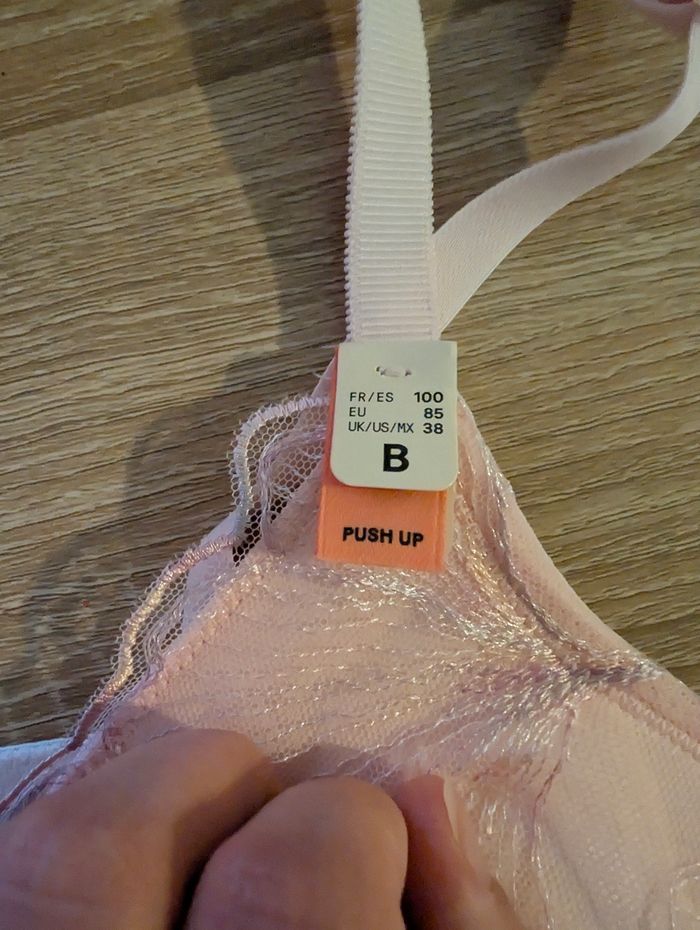 FR/ES 100
EU 85
UK/US/MX 38
B
PUSH UP